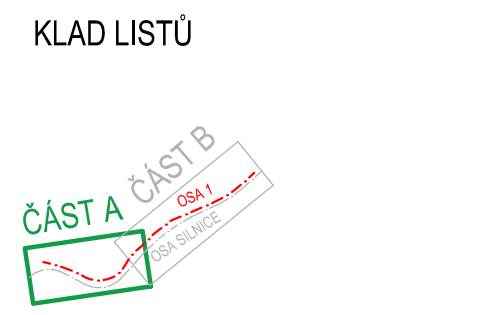 KLAD LISTŮ
ČÁST B
OSA 1
ČÁST A
OSA SILNICE